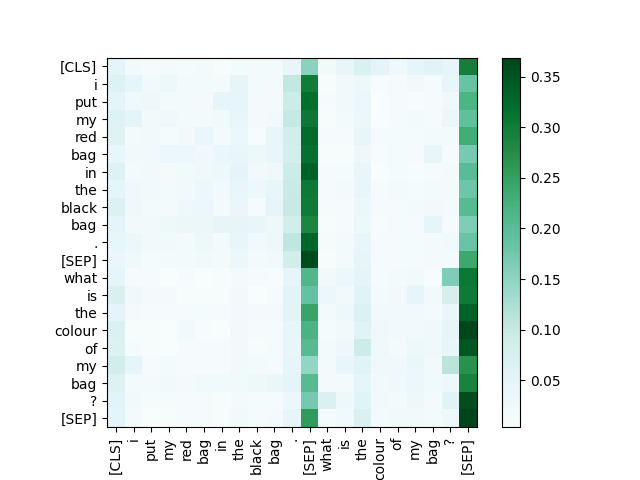 [CLS]
i
put
my
red
bag
in
the
black
bag
.
[SEP]
what
is
the
colour
of
my
bag
?
[SEP]
[CLS] i put my red bag in the black bag . [SEP] what is the colour of my bag ? [SEP]
0.35
0.30
0.25
0.20
0.15
0.10
0.05